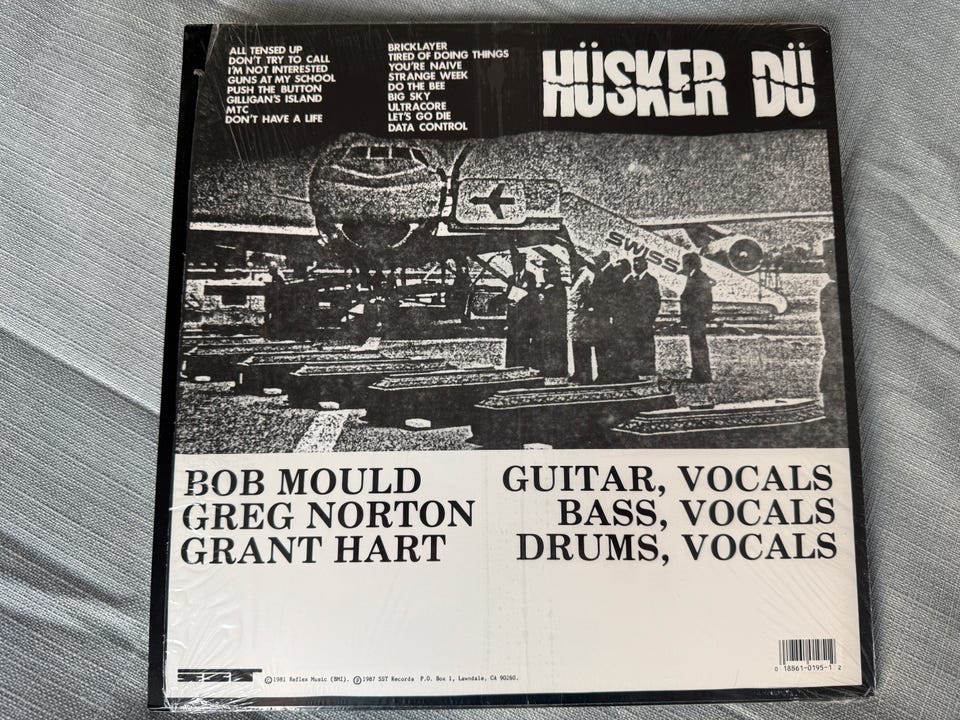 ALL TENSED UP
DON'T TRY TO CALL
I'M NOT INTERESTED
GUNS AT MY SCHOOL
PUSH THE BUTTON
GILLIGAN'S ISLAND
MTC
DON'T HAVE A LIFE
BRICKLAYER
TIRED OF DOING THINGS
YOU'RE NAIVE
STRANGE WEEK
DO THE BEE
BIG SKY
ULTRACORE
LET'S GO DIE
DATA CONTROL
HÜSKER DÜ
SWISS
BOB MOULD GUITAR, VOCALS
GREG NORTON BASS, VOCALS
GRANT HART DRUMS, VOCALS
©1981 Reflex Music (BMI). ℗1987 SST Records P.O. Box 1, Lawndale, CA 90260.
0 18861-0195-1 2